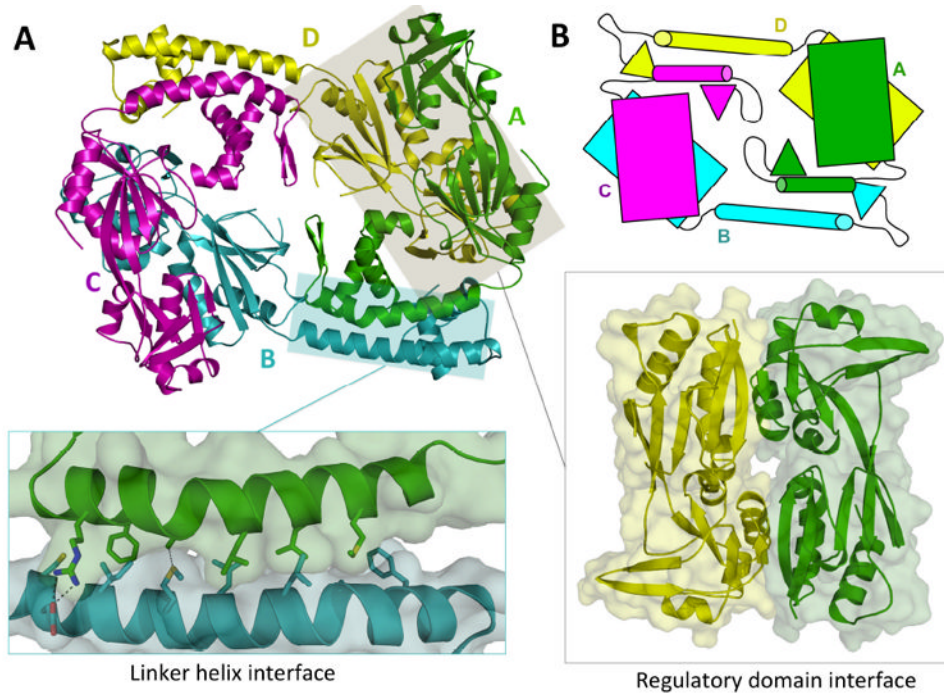 A
D
A
C
B
B
D
A
C
B
Linker helix interface
Regulatory domain interface